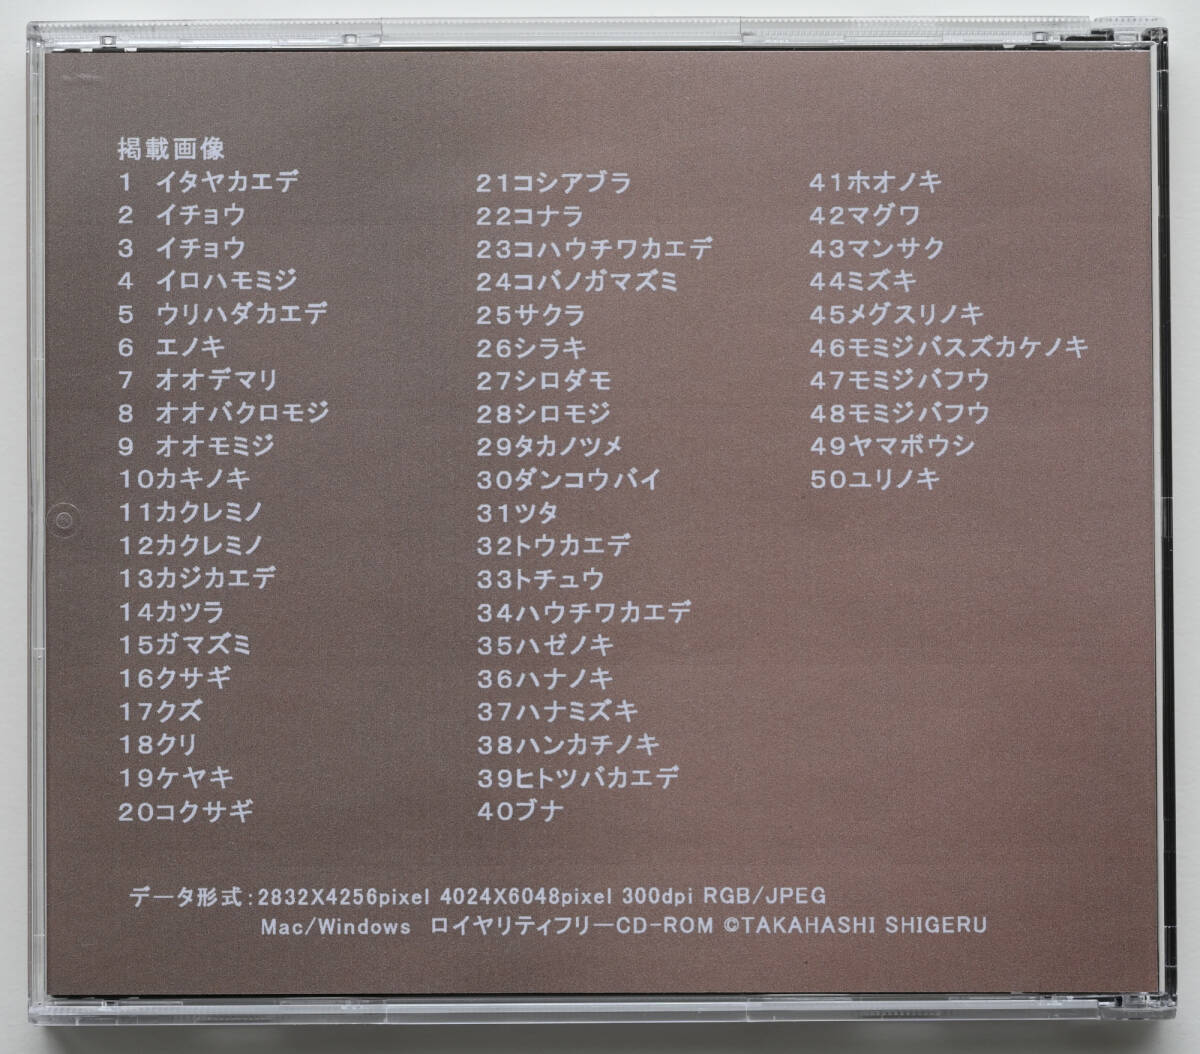 掲載画像
1 イタヤカエデ
2 イチョウ
3 イチョウ
4 イロハモミジ
5 ウリハダカエデ
6 エノキ
7 オオデマリ
8 オオバクロモジ
9 オオモミジ
10カキノキ
11カクレミノ
12カクレミノ
13カジカエデ
14カツラ
15ガマズミ
16クサギ
17クズ
18クリ
19ケヤキ
20コクサギ
21コシアブラ
22コナラ
23コハウチワカエデ
24コバノガマズミ
25サクラ
26シラキ
27シロダモ
28シロモジ
29タカノツメ
30ダンコウバイ
31ツタ
32トウカエデ
33トチュウ
34ハウチワカエデ
35ハゼノキ
36ハナノキ
37ハナミズキ
38ハンカチノキ
39ヒトツバカエデ
40ブナ
41ホオノキ
42マグワ
43マンサク
44ミズキ
45メグスリノキ
46モミジバスズカケノキ
47モミジバフウ
48モミジバフウ
49ヤマボウシ
50ユリノキ
データ形式:2832X4256pixel 4024X6048pixel 300dpi RGB/JPEG
Mac/Windows ロイヤリティフリーCD-ROM ©TAKAHASHI SHIGERU